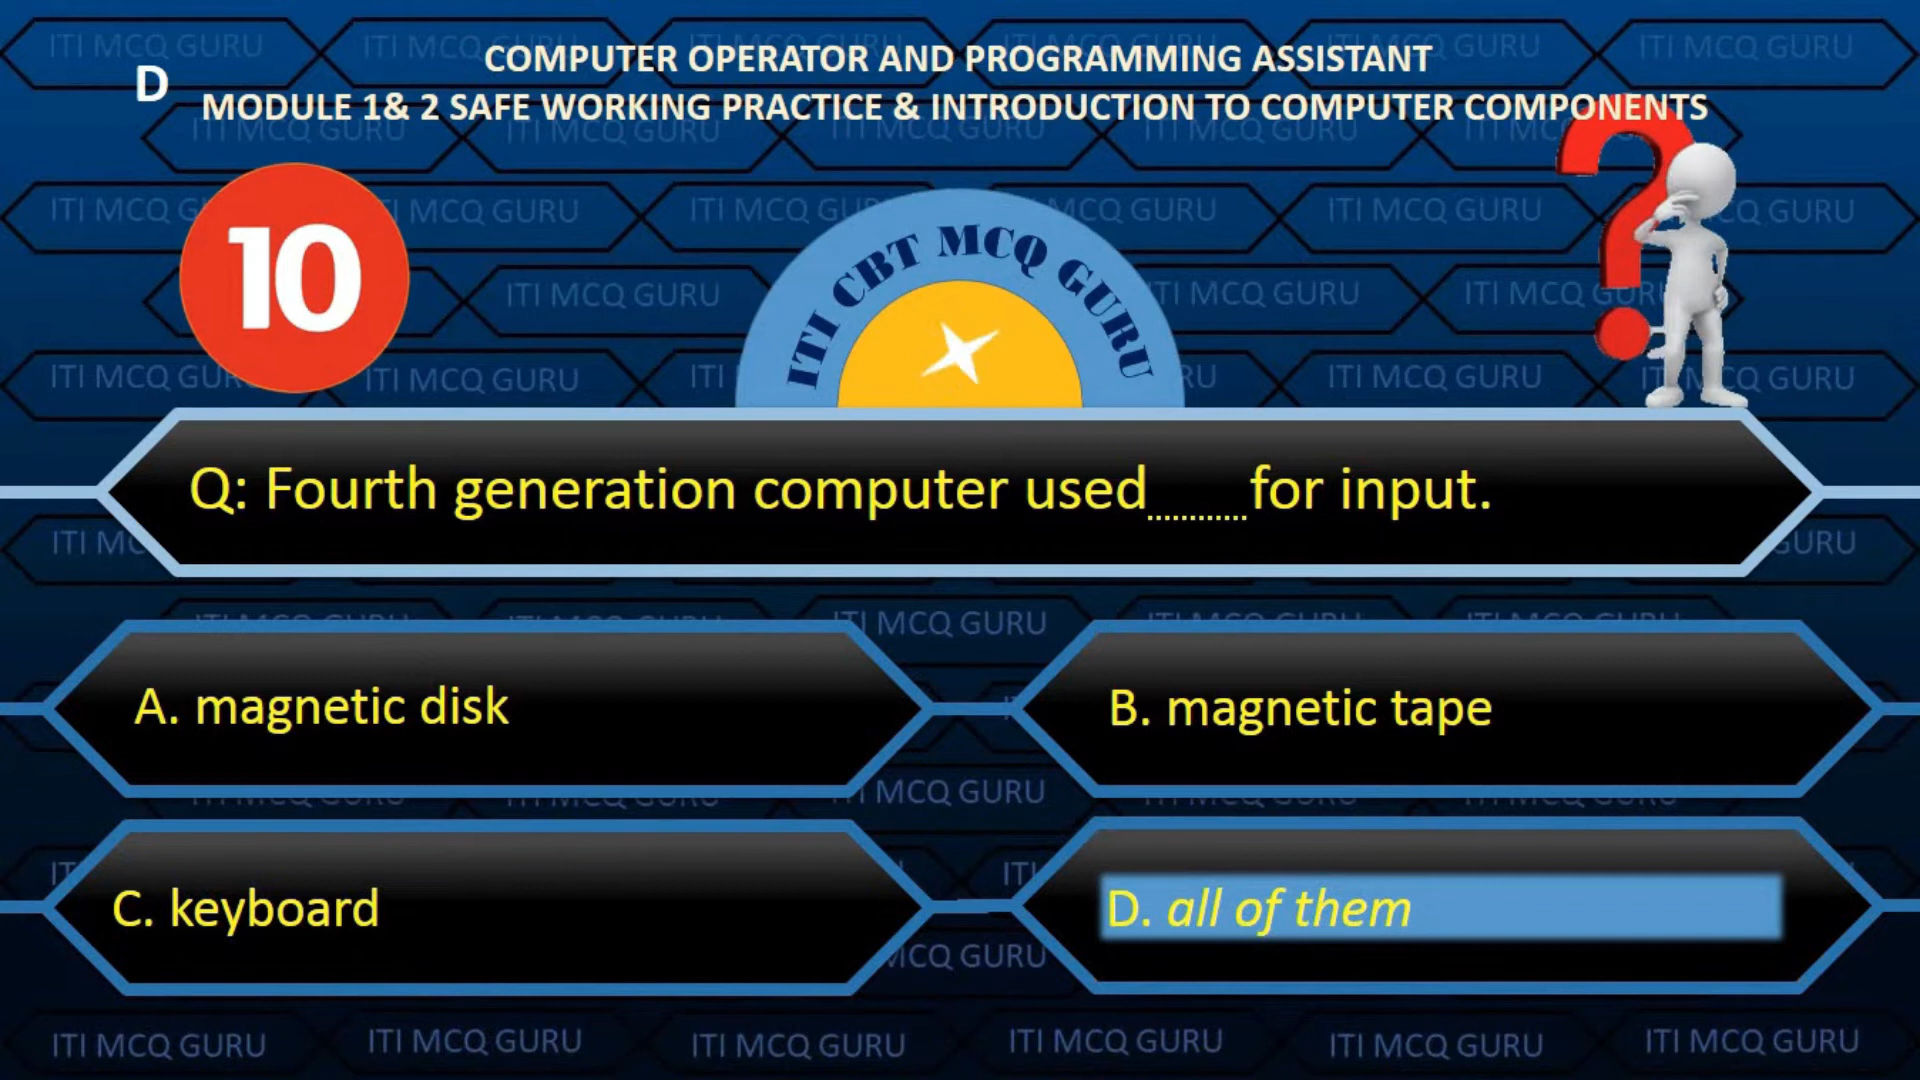 COMPUTER OPERATOR AND PROGRAMMING ASSISTANT
D
MODULE 1& 2 SAFE WORKING PRACTICE & INTRODUCTION TO COMPUTER COMPONENTS
10
ITI CBT MCQ GURU
Q: Fourth generation computer used............for input.
A. magnetic disk
B. magnetic tape
C. keyboard
D. all of them
ITI MCQ GURU ITI MCQ GURU ITI MCQ GURU ITI MCQ GURU ITI MCQ GURU ITI MCQ GURU